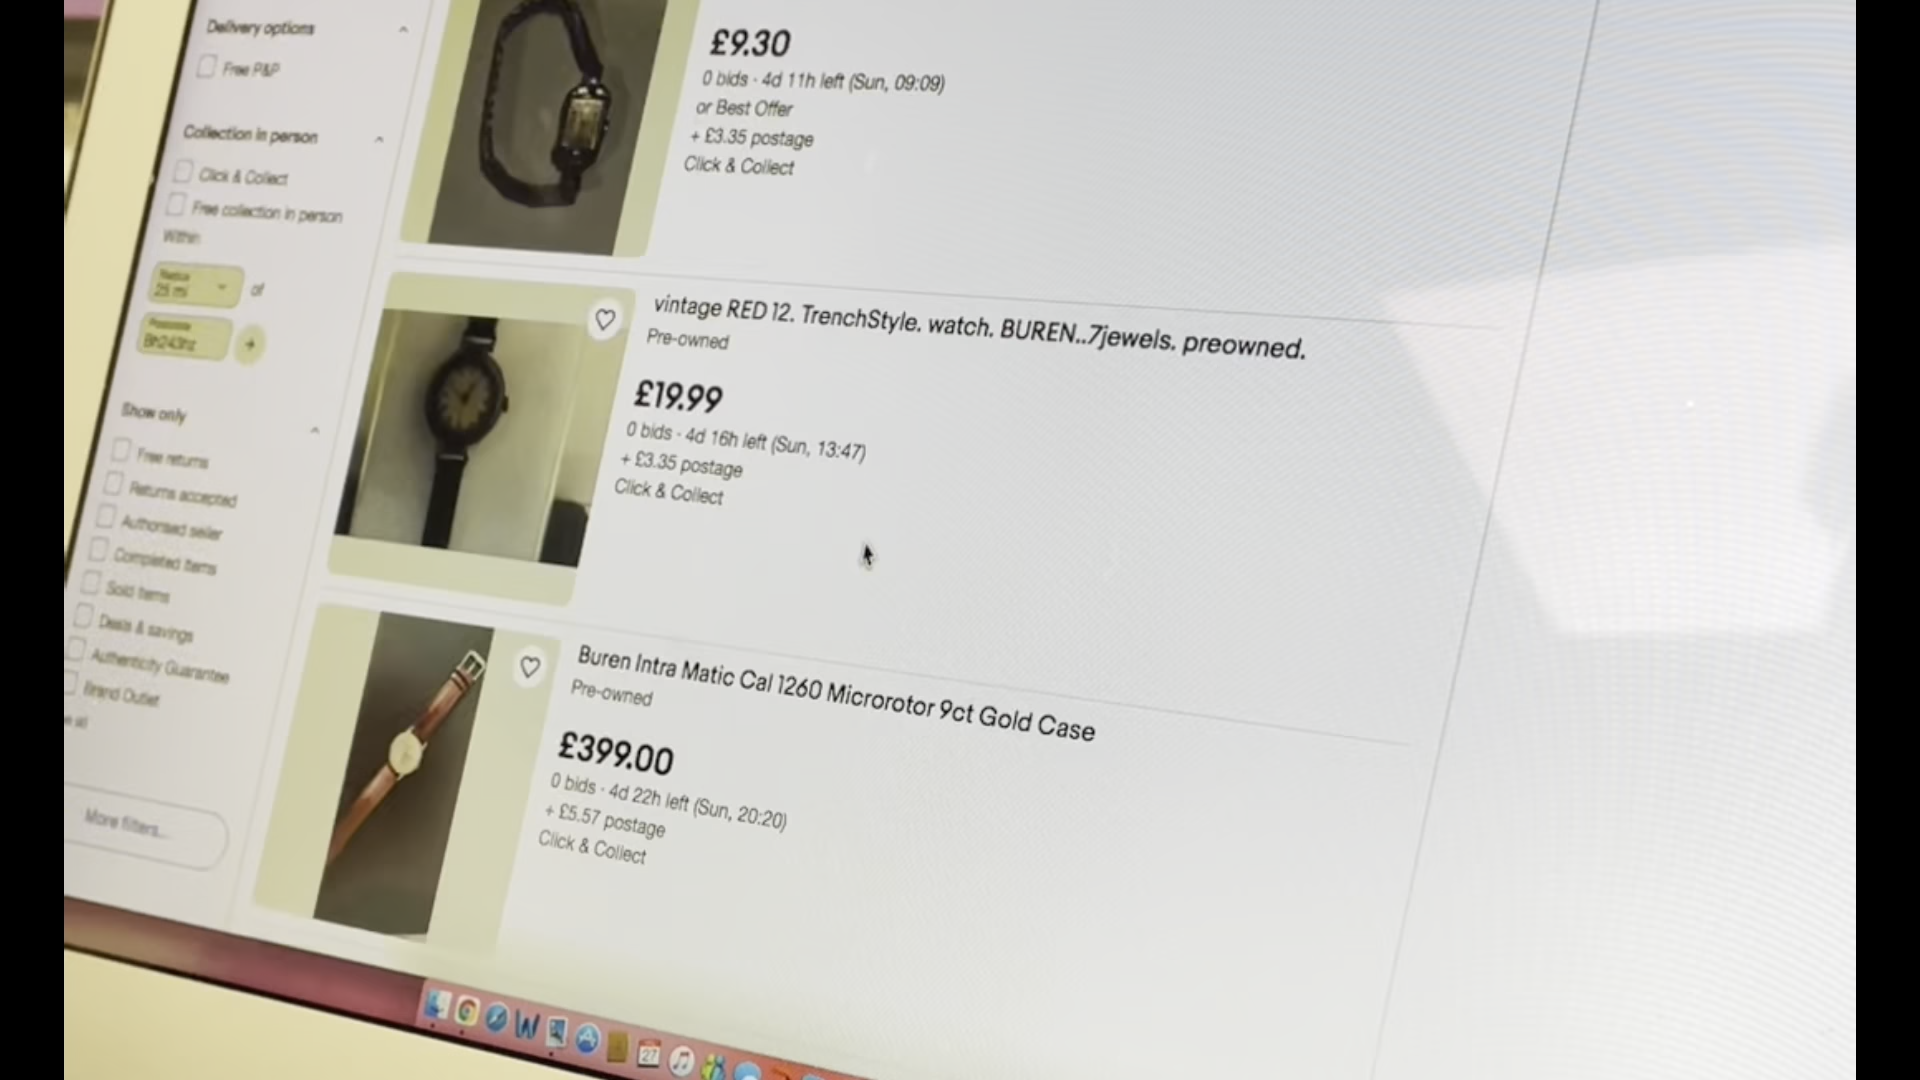 Delivery options
Free P&P
Collection in person
Click & Collect
Free collection in person
Within
Radius
25 mi
of
Postcode
Show only
Free returns
Returns accepted
Authorised seller
Completed items
Sold items
Deals & savings
Authenticity Guarantee
Brand Outlet
More filters...
£9.30
0 bids · 4d 11h left (Sun, 09:09)
or Best Offer
+ £3.35 postage
Click & Collect
vintage RED 12. TrenchStyle. watch. BUREN..7jewels. preowned.
Pre-owned
£19.99
0 bids · 4d 16h left (Sun, 13:47)
+ £3.35 postage
Click & Collect
Buren Intra Matic Cal 1260 Microrotor 9ct Gold Case
Pre-owned
£399.00
0 bids · 4d 22h left (Sun, 20:20)
+ £5.57 postage
Click & Collect
27